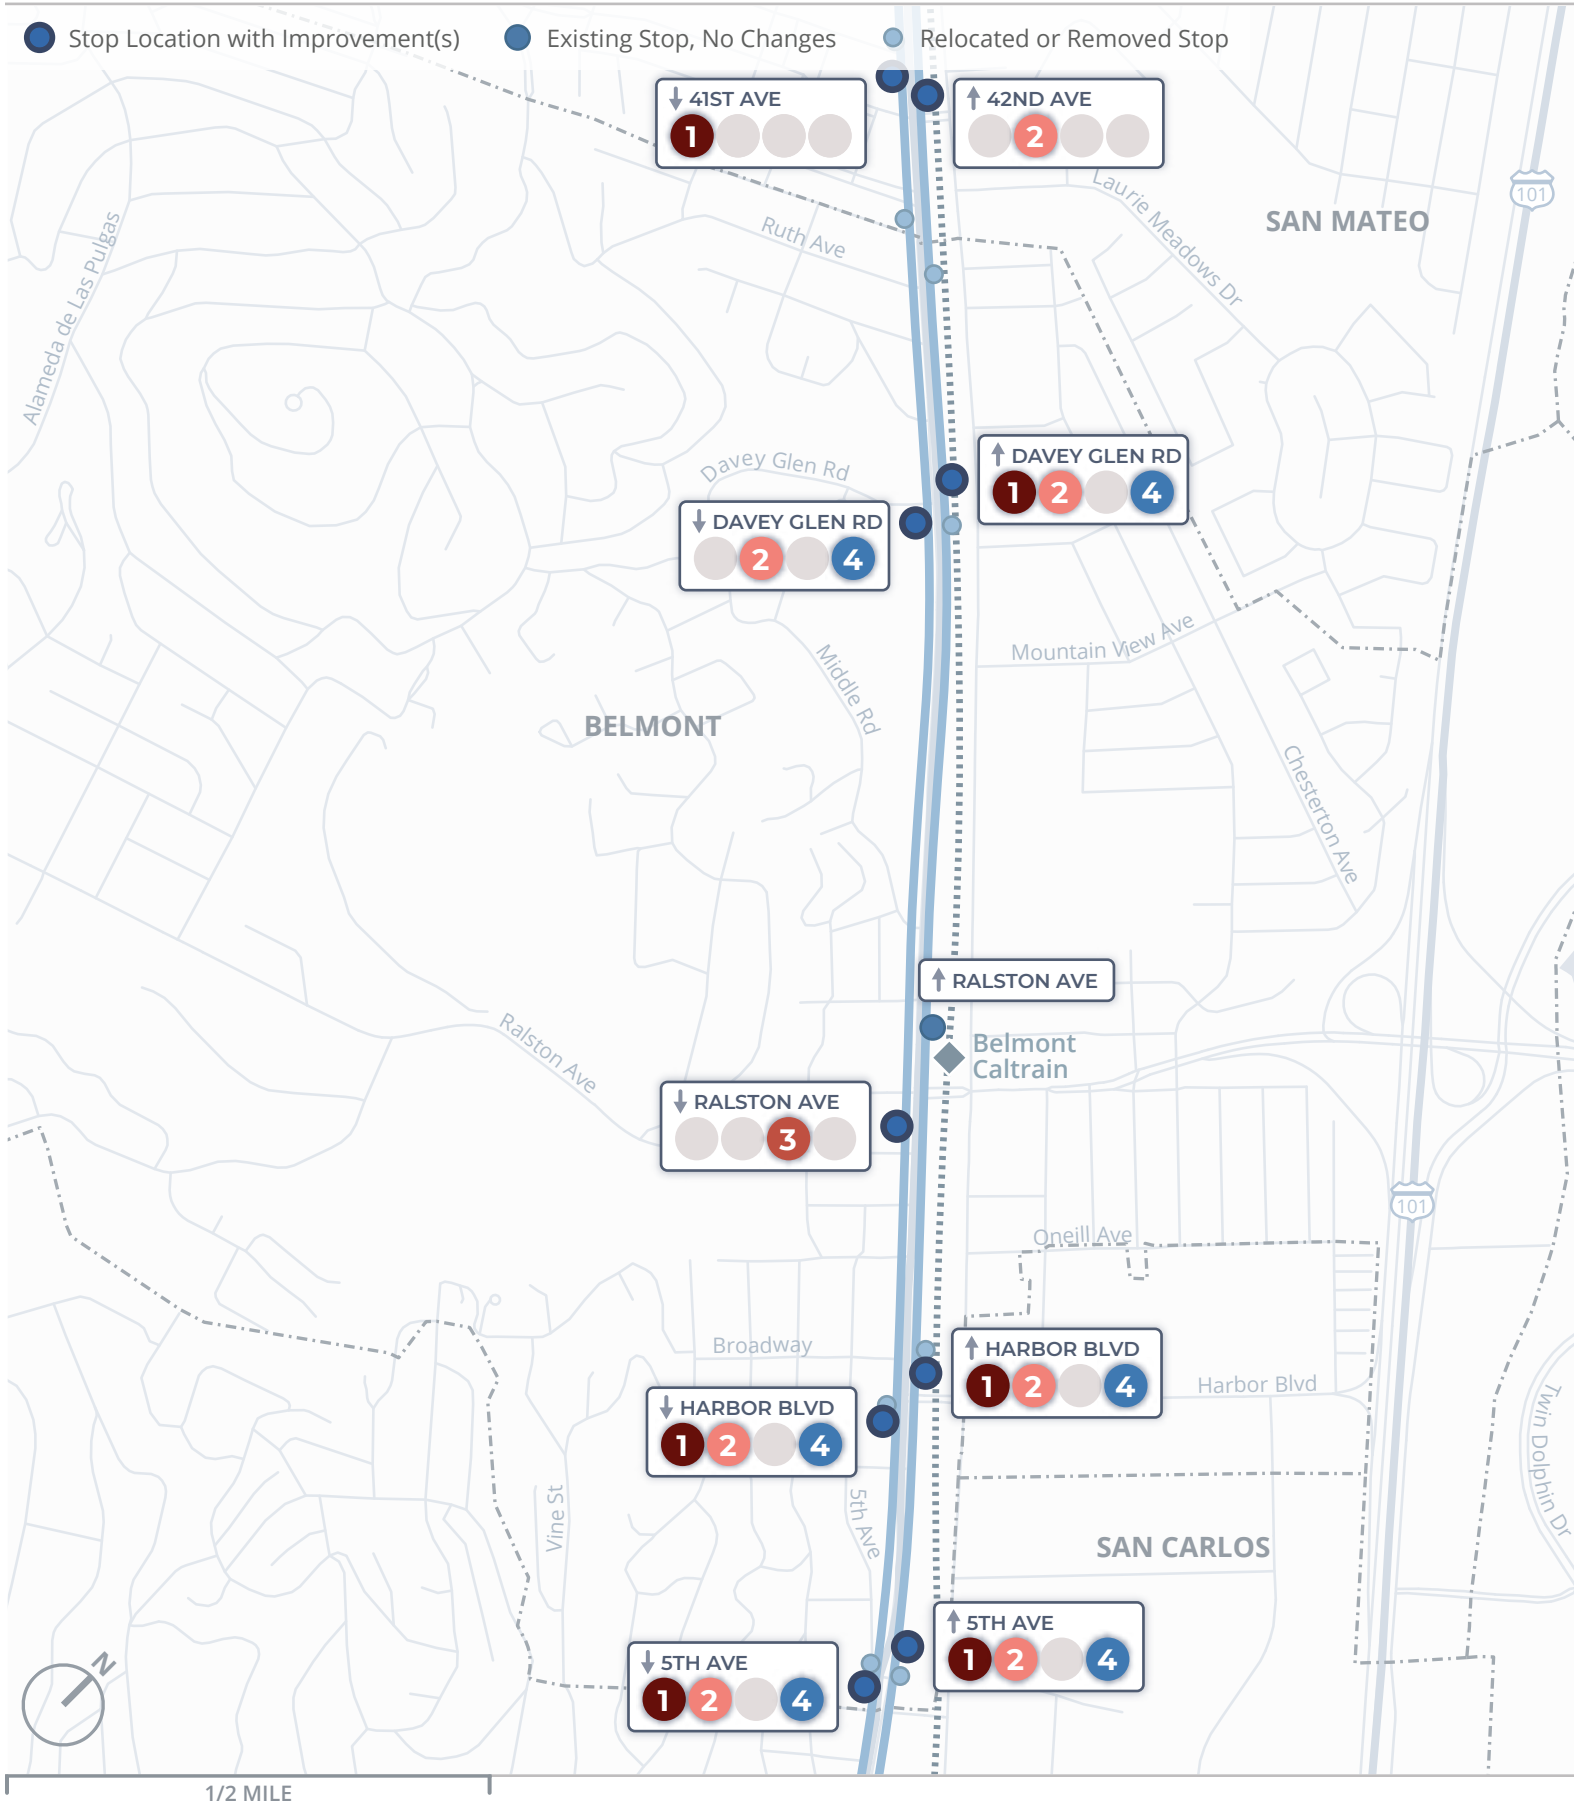 Stop Location with Improvement(s)
Existing Stop, No Changes
Relocated or Removed Stop
↓ 41ST AVE
1
↑ 42ND AVE
2
Laurie Meadows Dr
101
SAN MATEO
Ruth Ave
Alameda de Las Pulgas
↑ DAVEY GLEN RD
1 2 4
Davey Glen Rd
↓ DAVEY GLEN RD
2 4
Mountain View Ave
Middle Rd
BELMONT
Chesterton Ave
↑ RALSTON AVE
Belmont
Caltrain
Ralston Ave
↓ RALSTON AVE
3
101
Oneill Ave
Broadway
↑ HARBOR BLVD
1 2 4
Harbor Blvd
↓ HARBOR BLVD
1 2 4
Twin Dolphin Dr
Vine St
5th Ave
SAN CARLOS
↑ 5TH AVE
1 2 4
↓ 5TH AVE
1 2 4
N
1/2 MILE